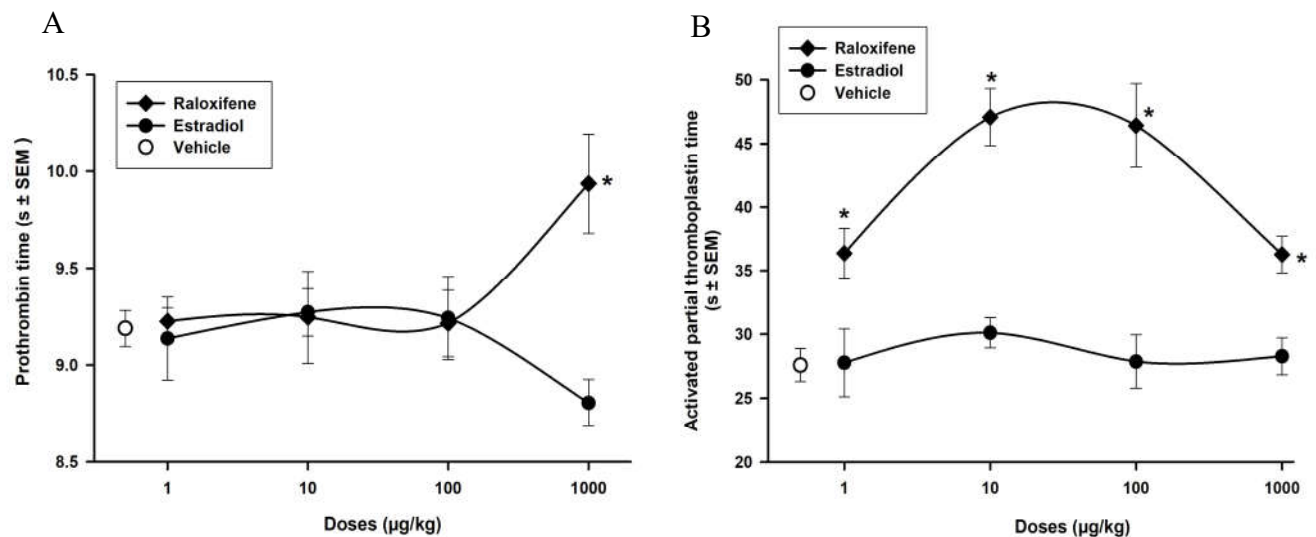 A
Raloxifene
Estradiol
Vehicle
Prothrombin time (s ± SEM)
10.5
10.0
9.5
9.0
8.5
*
1
10
100
1000
Doses (µg/kg)
B
Raloxifene
Estradiol
Vehicle
Activated partial thromboplastin time
(s ± SEM)
50
45
40
35
30
25
20
*
*
*
*
1
10
100
1000
Doses (µg/kg)